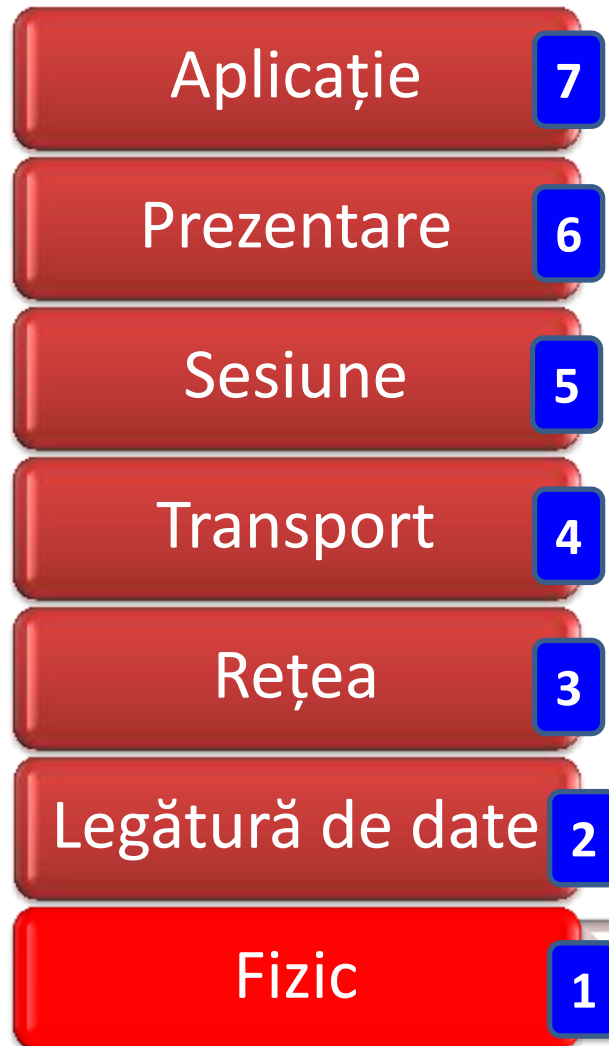 Aplicație 7
Prezentare 6
Sesiune 5
Transport 4
Rețea 3
Legătură de date 2
Fizic 1